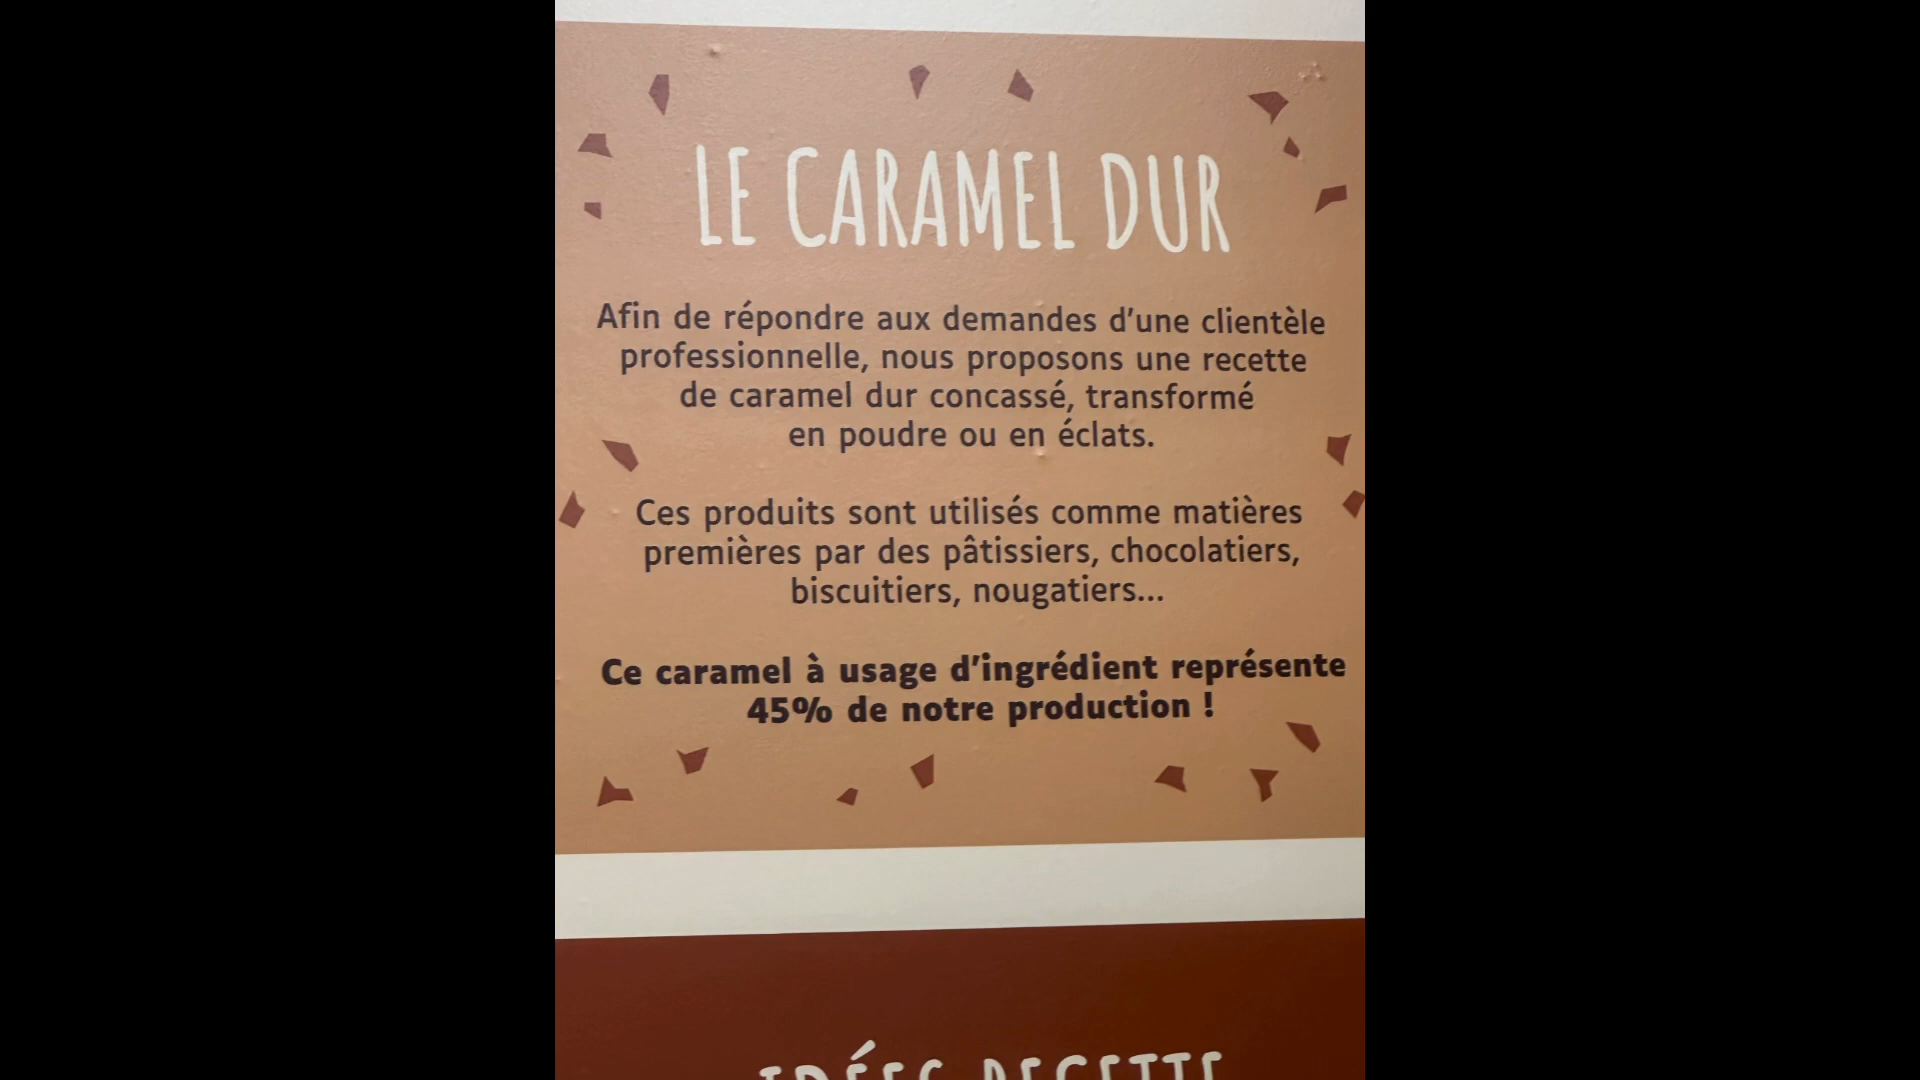 LE CARAMEL DUR
Afin de répondre aux demandes d'une clientèle
professionnelle, nous proposons une recette
de caramel dur concassé, transformé
en poudre ou en éclats.
Ces produits sont utilisés comme matières
premières par des pâtissiers, chocolatiers,
biscuitiers, nougatiers...
Ce caramel à usage d'ingrédient représente
45% de notre production !
IDÉES RECETTE